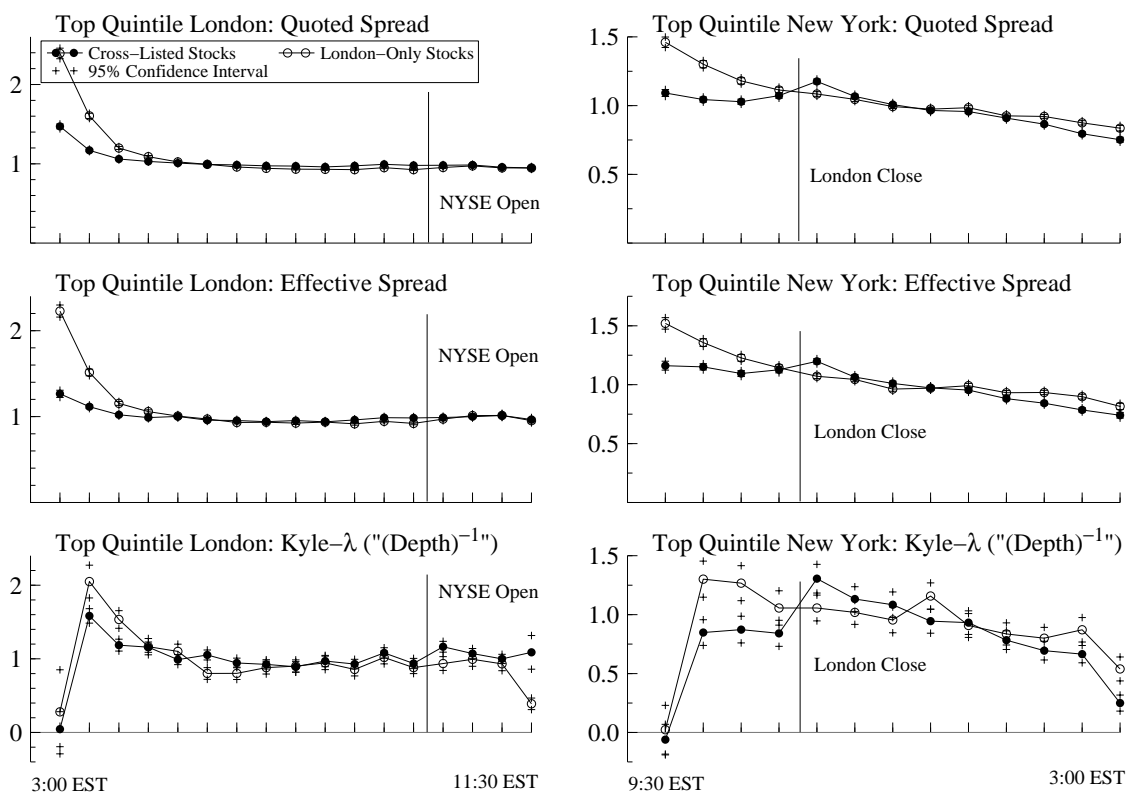 Top Quintile London: Quoted Spread
Cross−Listed Stocks
London−Only Stocks
95% Confidence Interval
2
1
NYSE Open
Top Quintile New York: Quoted Spread
1.5
1.0
0.5
London Close
Top Quintile London: Effective Spread
2
1
NYSE Open
Top Quintile New York: Effective Spread
1.5
1.0
0.5
London Close
Top Quintile London: Kyle−λ ("(Depth)−1")
2
1
0
NYSE Open
3:00 EST
11:30 EST
Top Quintile New York: Kyle−λ ("(Depth)−1")
1.5
1.0
0.5
0.0
London Close
9:30 EST
3:00 EST